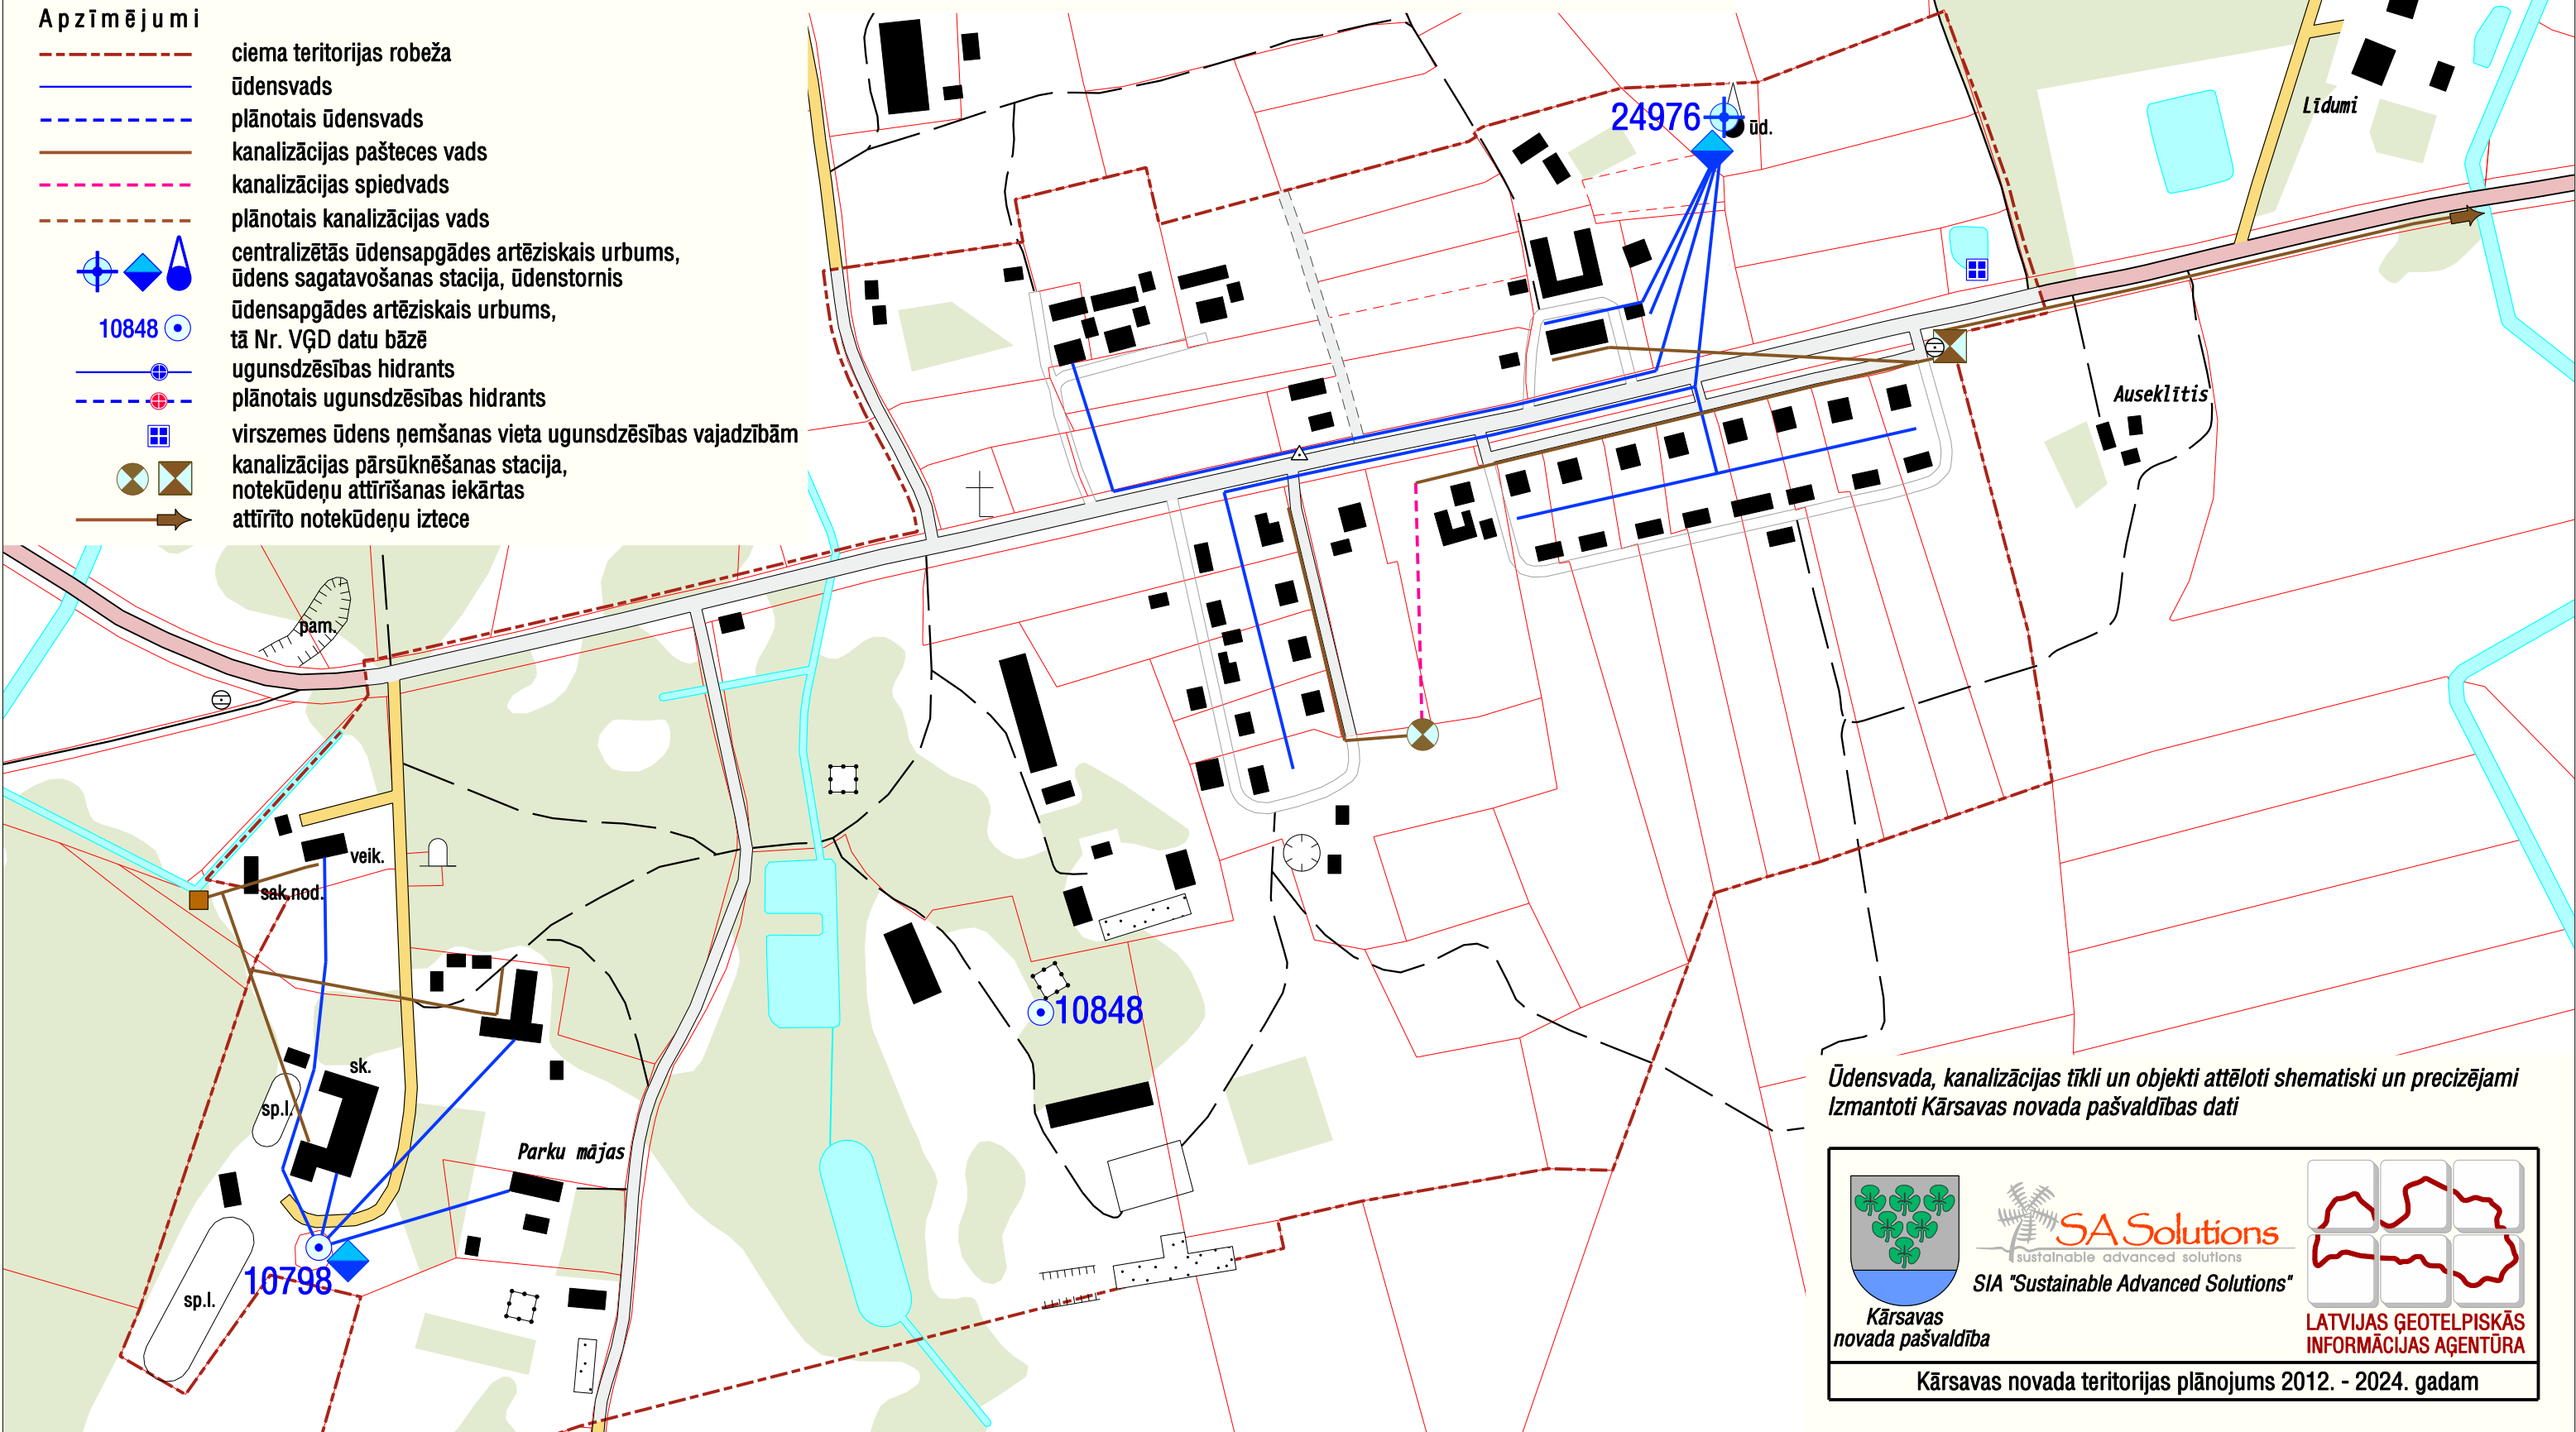 Apzīmējumi
ciema teritorijas robeža
ūdensvads
plānotais ūdensvads
kanalizācijas pašteces vads
kanalizācijas spiedvads
plānotais kanalizācijas vads
centralizētās ūdensapgādes artēziskais urbums,
ūdens sagatavošanas stacija, ūdenstornis
ūdensapgādes artēziskais urbums,
10848 tā Nr. VĢD datu bāzē
ugunsdzēsības hidrants
plānotais ugunsdzēsības hidrants
virszemes ūdens ņemšanas vieta ugunsdzēsības vajadzībām
kanalizācijas pārsūknēšanas stacija,
notekūdeņu attīrīšanas iekārtas
attīrīto notekūdeņu iztece
24976
ūd.
Līdumi
Auseklītis
pam.
veik.
sak.nod.
10848
sk.
sp.l.
Parku mājas
10798
sp.l.
Ūdensvada, kanalizācijas tīkli un objekti attēloti shematiski un precizējami
Izmantoti Kārsavas novada pašvaldības dati
SA Solutions
sustainable advanced solutions
SIA "Sustainable Advanced Solutions"
Kārsavas
novada pašvaldība
LATVIJAS ĢEOTELPISKĀS
INFORMĀCIJAS AĢENTŪRA
Kārsavas novada teritorijas plānojums 2012. - 2024. gadam